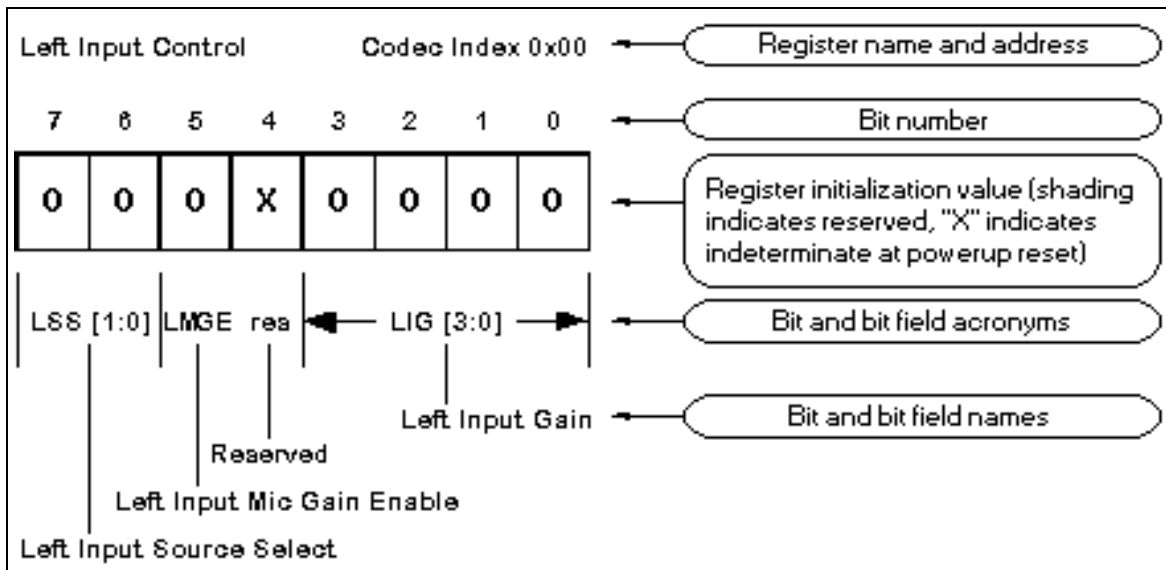 Left Input Control Codec Index 0x00 Register name and address
7 6 5 4 3 2 1 0 Bit number
0 0 0 X 0 0 0 0
Register initialization value (shading
indicates reserved, "X" indicates
indeterminate at powerup reset)
LSS [1:0] LMGE res LIG [3:0] Bit and bit field acronyms
Left Input Gain Bit and bit field names
Reserved
Left Input Mic Gain Enable
Left Input Source Select